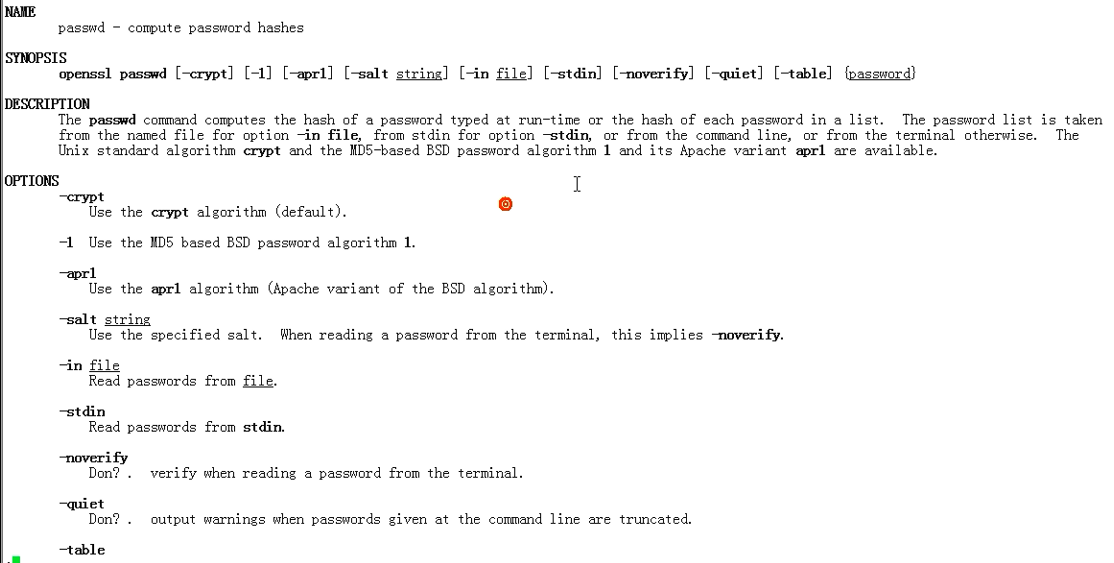 NAME
passwd - compute password hashes
SYNOPSIS
openssl passwd [-crypt] [-1] [-apr1] [-salt string] [-in file] [-stdin] [-noverify] [-quiet] [-table] {password}
DESCRIPTION
The passwd command computes the hash of a password typed at run-time or the hash of each password in a list.  The password list is taken
from the named file for option -in file, from stdin for option -stdin, or from the command line, or from the terminal otherwise.  The
Unix standard algorithm crypt and the MD5-based BSD password algorithm 1 and its Apache variant apr1 are available.
OPTIONS
-crypt
Use the crypt algorithm (default).
-1  Use the MD5 based BSD password algorithm 1.
-apr1
Use the apr1 algorithm (Apache variant of the BSD algorithm).
-salt string
Use the specified salt.  When reading a password from the terminal, this implies -noverify.
-in file
Read passwords from file.
-stdin
Read passwords from stdin.
-noverify
Don? .  verify when reading a password from the terminal.
-quiet
Don? .  output warnings when passwords given at the command line are truncated.
-table
: